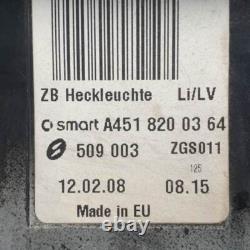 ZB Heckleuchte Li/LV
smart A451 820 03 64
509 003 ZGS011
125
12.02.08 08.15
Made in EU